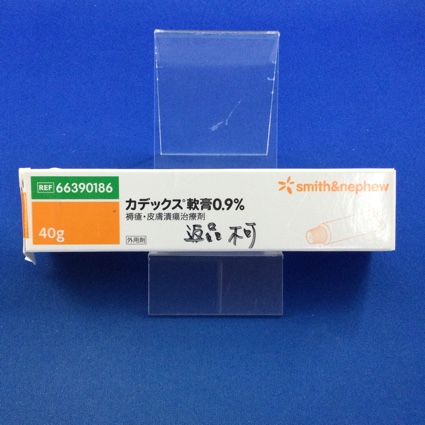 REF 66390186
smith&nephew
カデックス®軟膏0.9%
褥瘡・皮膚潰瘍治療剤
40g
外用剤
返品不可